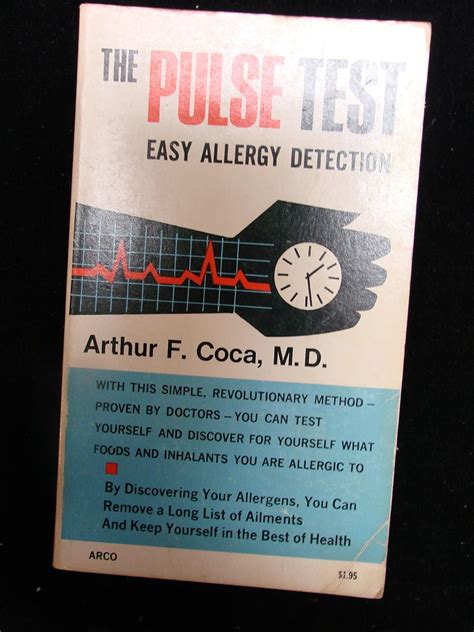 THE PULSE TEST
EASY ALLERGY DETECTION
Arthur F. Coca, M.D.
WITH THIS SIMPLE, REVOLUTIONARY METHOD —
PROVEN BY DOCTORS — YOU CAN TEST
YOURSELF AND DISCOVER FOR YOURSELF WHAT
FOODS AND INHALANTS YOU ARE ALLERGIC TO
By Discovering Your Allergens, You Can
Remove a Long List of Ailments
And Keep Yourself in the Best of Health
ARCO
$1.95